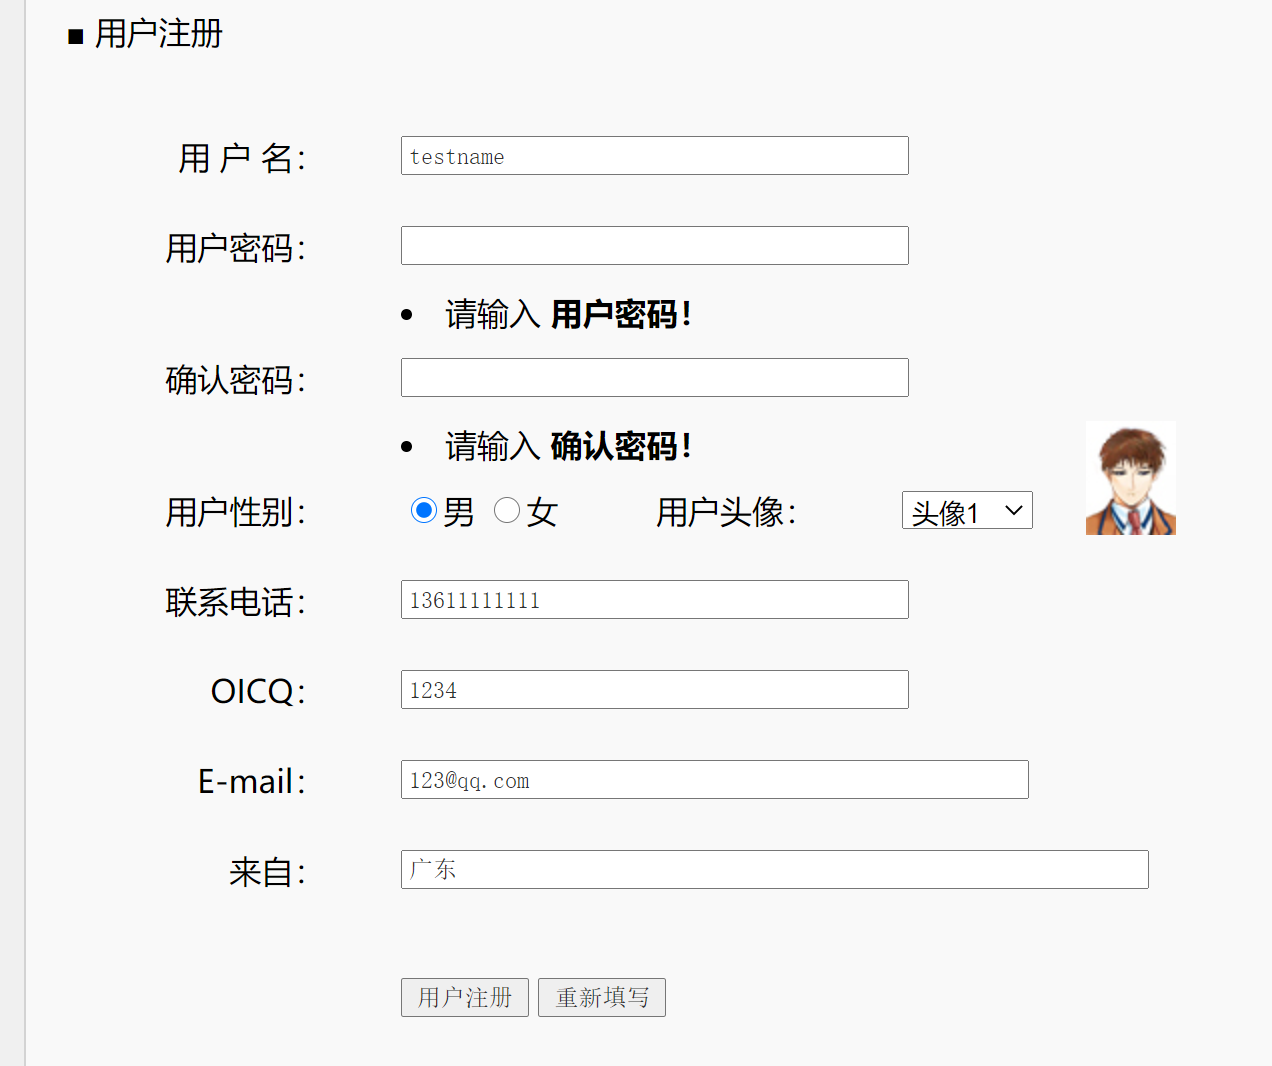 ■ 用户注册
用 户 名： testname
用户密码：
• 请输入 用户密码！
确认密码：
• 请输入 确认密码！
用户性别： 男 女 用户头像： 头像1
联系电话： 13611111111
OICQ： 1234
E-mail： 123@qq.com
来自： 广东
用户注册 重新填写